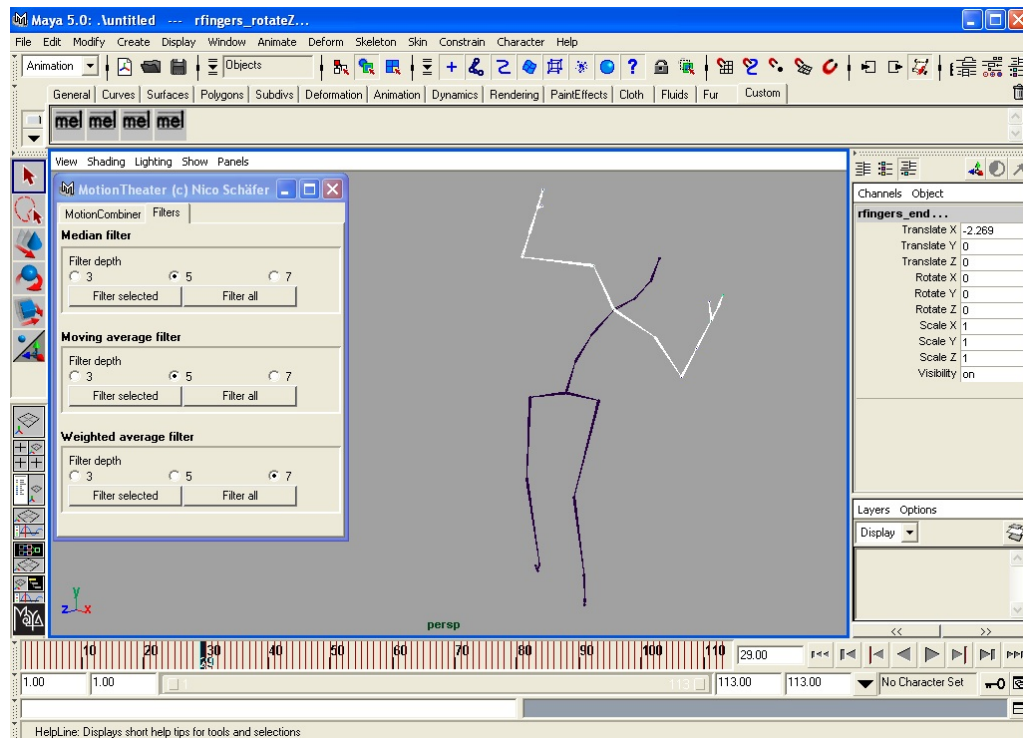 Maya 5.0: .\untitled --- rfingers_rotateZ...
File Edit Modify Create Display Window Animate Deform Skeleton Skin Constrain Character Help
Animation Objects
General Curves Surfaces Polygons Subdivs Deformation Animation Dynamics Rendering PaintEffects Cloth Fluids Fur Custom
mel mel mel mel
View Shading Lighting Show Panels
MotionTheater (c) Nico Schäfer
MotionCombiner Filters
Median filter
Filter depth
3 5 7
Filter selected Filter all
Moving average filter
Filter depth
3 5 7
Filter selected Filter all
Weighted average filter
Filter depth
3 5 7
Filter selected Filter all
y
z x
persp
Channels Object
rfingers_end ...
Translate X -2.269
Translate Y 0
Translate Z 0
Rotate X 0
Rotate Y 0
Rotate Z 0
Scale X 1
Scale Y 1
Scale Z 1
Visibility on
Layers Options
Display
<< >>
MAYA
10 20 30 40 50 60 70 80 90 100 110 29.00
29
1.00 1.00 1 113 113.00 113.00 No Character Set
HelpLine: Displays short help tips for tools and selections